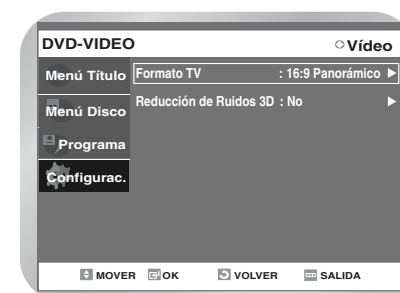 DVD-VIDEO Vídeo
Menú Título
Formato TV : 16:9 Panorámico
Menú Disco
Reducción de Ruidos 3D : No
Programa
Configurac.
MOVER OK VOLVER SALIDA